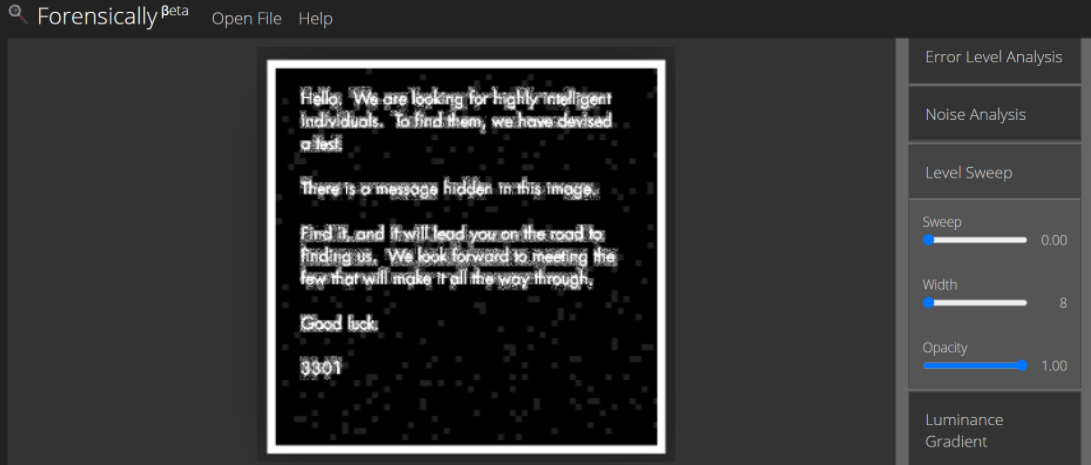 Forensically βeta Open File Help
Error Level Analysis
Hello. We are looking for highly intelligent
individuals. To find them, we have devised
a test.
There is a message hidden in this image.
Find it, and it will lead you on the road to
finding us. We look forward to meeting the
few that will make it all the way through.
Good luck.
3301
Noise Analysis
Level Sweep
Sweep
0.00
Width
8
Opacity
1.00
Luminance
Gradient